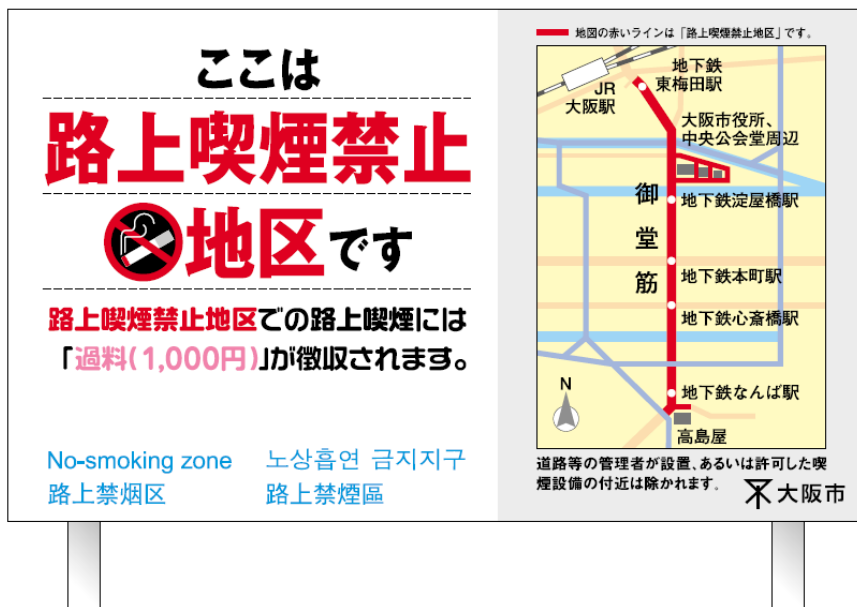 ここは
路上喫煙禁止
地区です
路上喫煙禁止地区での路上喫煙には
「過料(1,000円)」が徴収されます。
No-smoking zone
노상흡연 금지지구
路上禁烟区
路上禁煙區
地図の赤いラインは「路上喫煙禁止地区」です。
JR
大阪駅
地下鉄
東梅田駅
大阪市役所、
中央公会堂周辺
御堂筋
地下鉄淀屋橋駅
地下鉄本町駅
地下鉄心斎橋駅
地下鉄なんば駅
N
高島屋
道路等の管理者が設置、あるいは許可した喫
煙設備の付近は除かれます。
大阪市